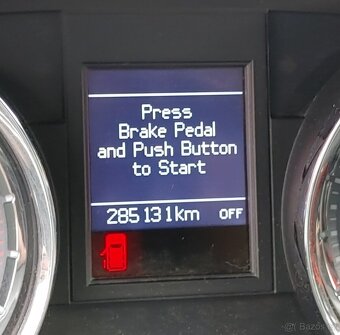 Press
Brake Pedal
and Push Button
to Start
285131km OFF